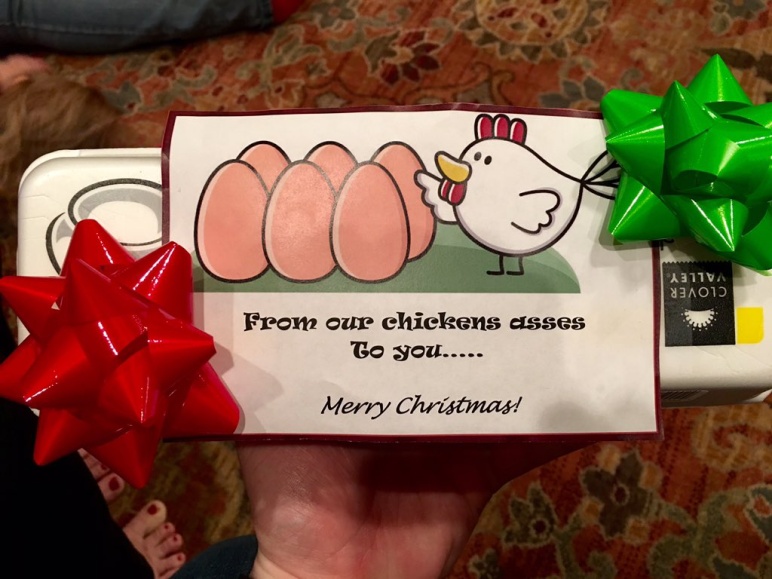 From our chickens asses
To you.....
Merry Christmas!
CLOVER
VALLEY